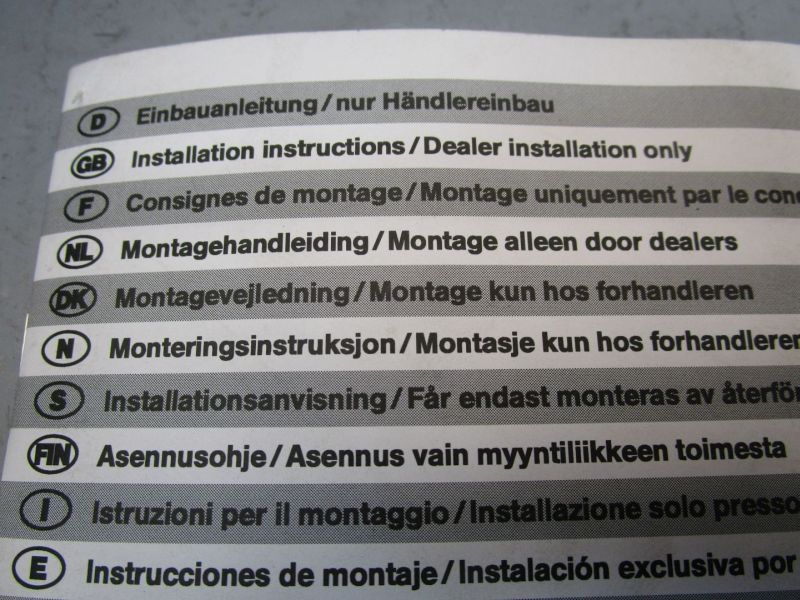 D Einbauanleitung / nur Händlereinbau
GB Installation instructions / Dealer installation only
F Consignes de montage / Montage uniquement par le
NL Montagehandleiding / Montage alleen door dealers
DK Montagevejledning / Montage kun hos forhandleren
N Monteringsinstruksjon / Montasje kun hos forhandleren
S Installationsanvisning / Får endast monteras av
FIN Asennusohje / Asennus vain myyntiliikkeen toimesta
I Istruzioni per il montaggio / Installazione solo presso
E Instrucciones de montaje / Instalación exclusiva por